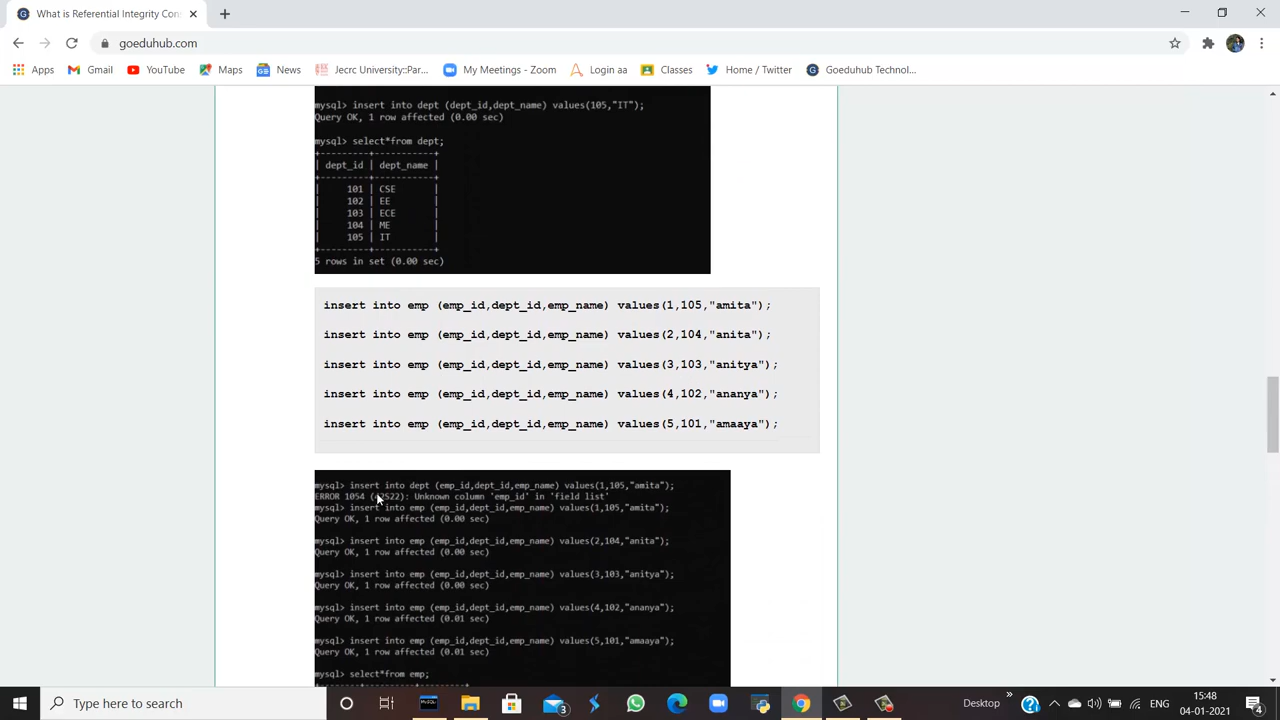 What is Referential Integrity Con
goeduhub.com
Apps
Gmail
YouTube
Maps
News
Jecrc University::Par...
My Meetings - Zoom
Login aa
Classes
Home / Twitter
Goeduhub Technol...
mysql> insert into dept (dept_id,dept_name) values(105,"IT");
Query OK, 1 row affected (0.00 sec)
mysql> select*from dept;
+---------+-----------+
| dept_id | dept_name |
+---------+-----------+
| 101 | CSE |
| 102 | EE |
| 103 | ECE |
| 104 | ME |
| 105 | IT |
+---------+-----------+
5 rows in set (0.00 sec)
insert into emp (emp_id,dept_id,emp_name) values(1,105,"amita");
insert into emp (emp_id,dept_id,emp_name) values(2,104,"anita");
insert into emp (emp_id,dept_id,emp_name) values(3,103,"anitya");
insert into emp (emp_id,dept_id,emp_name) values(4,102,"ananya");
insert into emp (emp_id,dept_id,emp_name) values(5,101,"amaaya");
mysql> insert into dept (emp_id,dept_id,emp_name) values(1,105,"amita");
ERROR 1054 (42S22): Unknown column 'emp_id' in 'field list'
mysql> insert into emp (emp_id,dept_id,emp_name) values(1,105,"amita");
Query OK, 1 row affected (0.00 sec)
mysql> insert into emp (emp_id,dept_id,emp_name) values(2,104,"anita");
Query OK, 1 row affected (0.00 sec)
mysql> insert into emp (emp_id,dept_id,emp_name) values(3,103,"anitya");
Query OK, 1 row affected (0.00 sec)
mysql> insert into emp (emp_id,dept_id,emp_name) values(4,102,"ananya");
Query OK, 1 row affected (0.01 sec)
mysql> insert into emp (emp_id,dept_id,emp_name) values(5,101,"amaaya");
Query OK, 1 row affected (0.01 sec)
mysql> select*from emp;
Type here to search
3
Desktop
ENG
15:48
04-01-2021
4